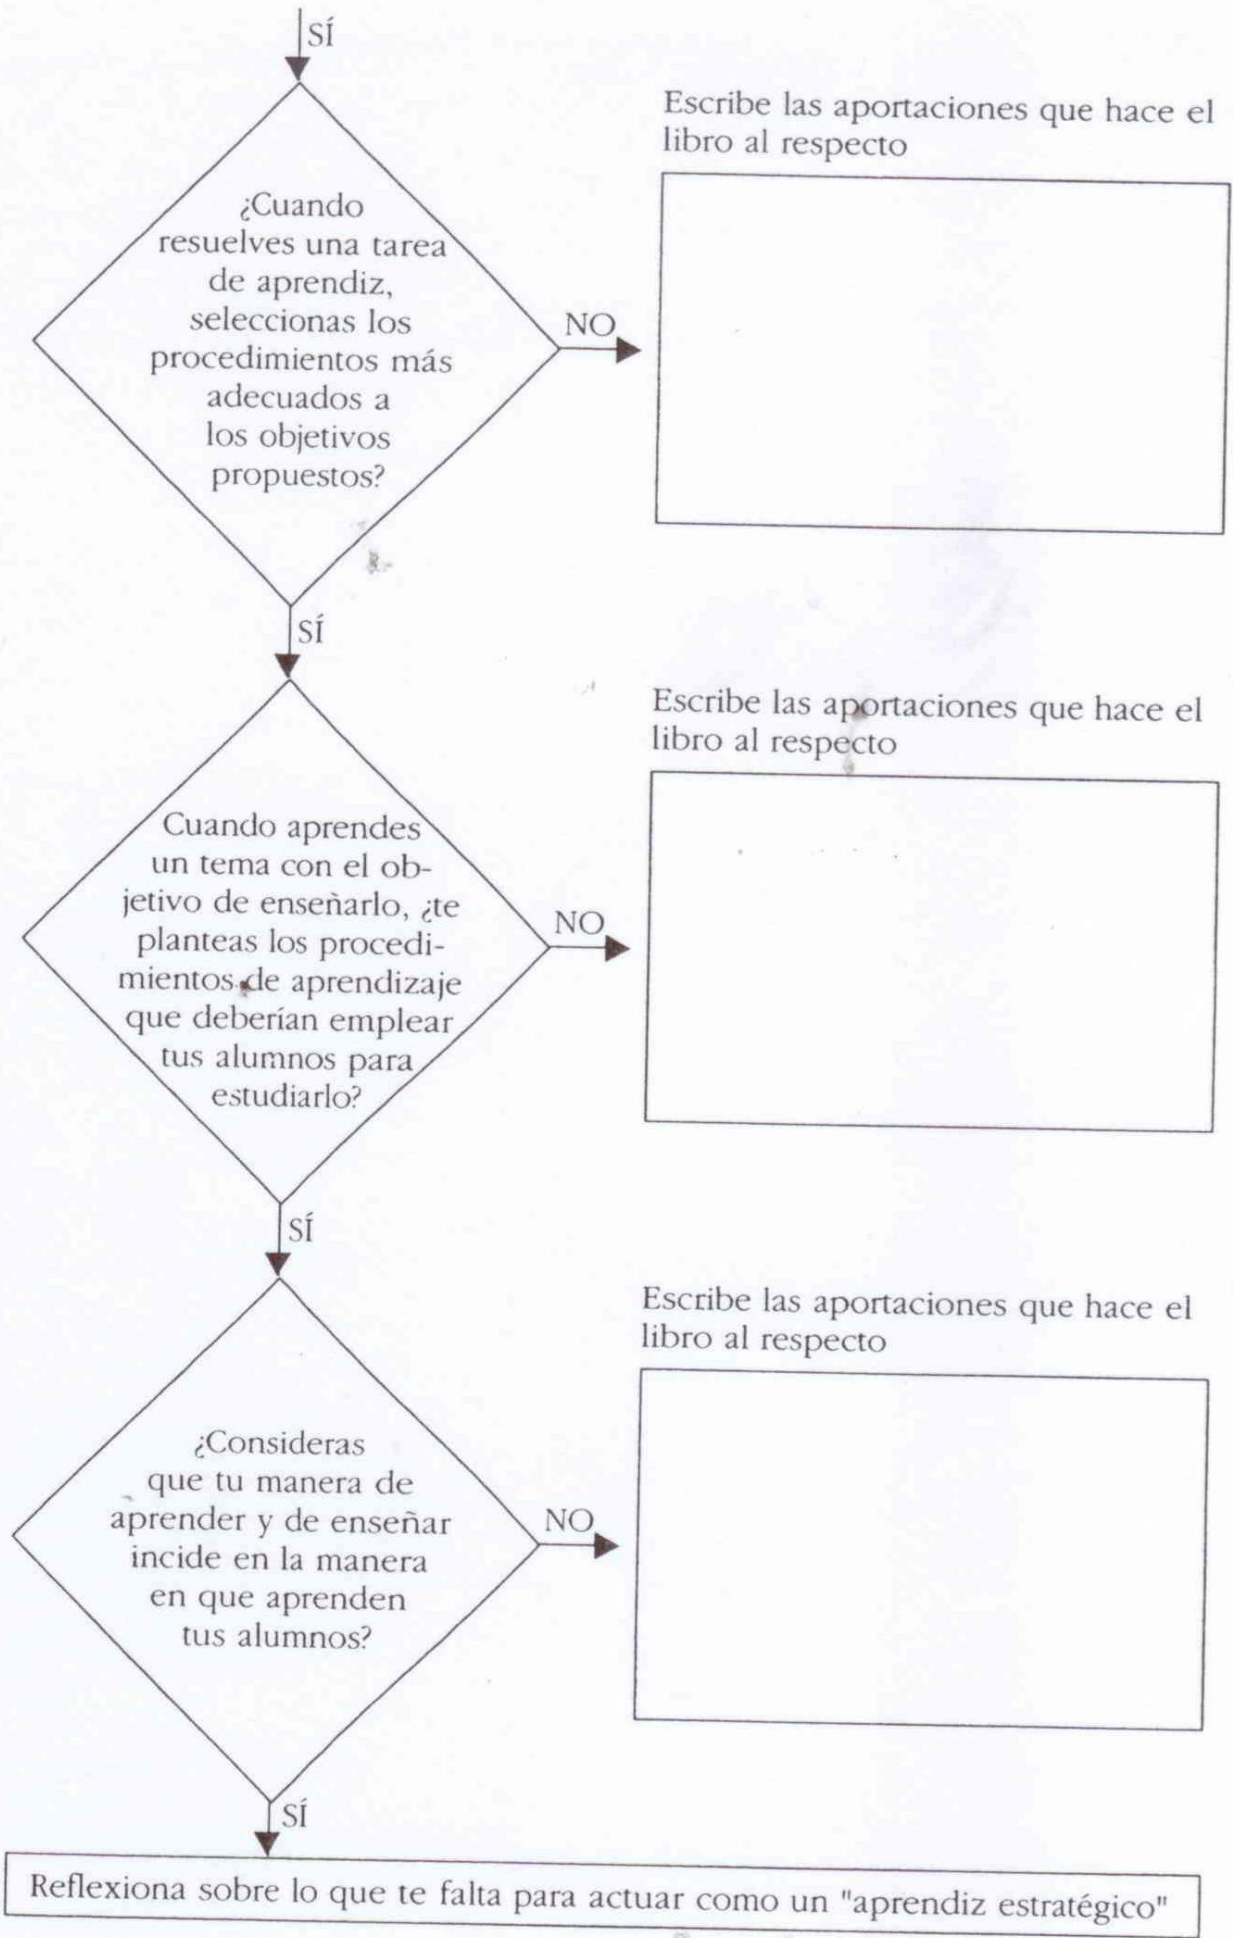 SÍ
¿Cuando
resuelves una tarea
de aprendiz,
seleccionas los
procedimientos más
adecuados a
los objetivos
propuestos?
NO
Escribe las aportaciones que hace el
libro al respecto
SÍ
Cuando aprendes
un tema con el ob-
jetivo de enseñarlo, ¿te
planteas los procedi-
mientos de aprendizaje
que deberían emplear
tus alumnos para
estudiarlo?
NO
Escribe las aportaciones que hace el
libro al respecto
SÍ
¿Consideras
que tu manera de
aprender y de enseñar
incide en la manera
en que aprenden
tus alumnos?
NO
Escribe las aportaciones que hace el
libro al respecto
SÍ
Reflexiona sobre lo que te falta para actuar como un "aprendiz estratégico"